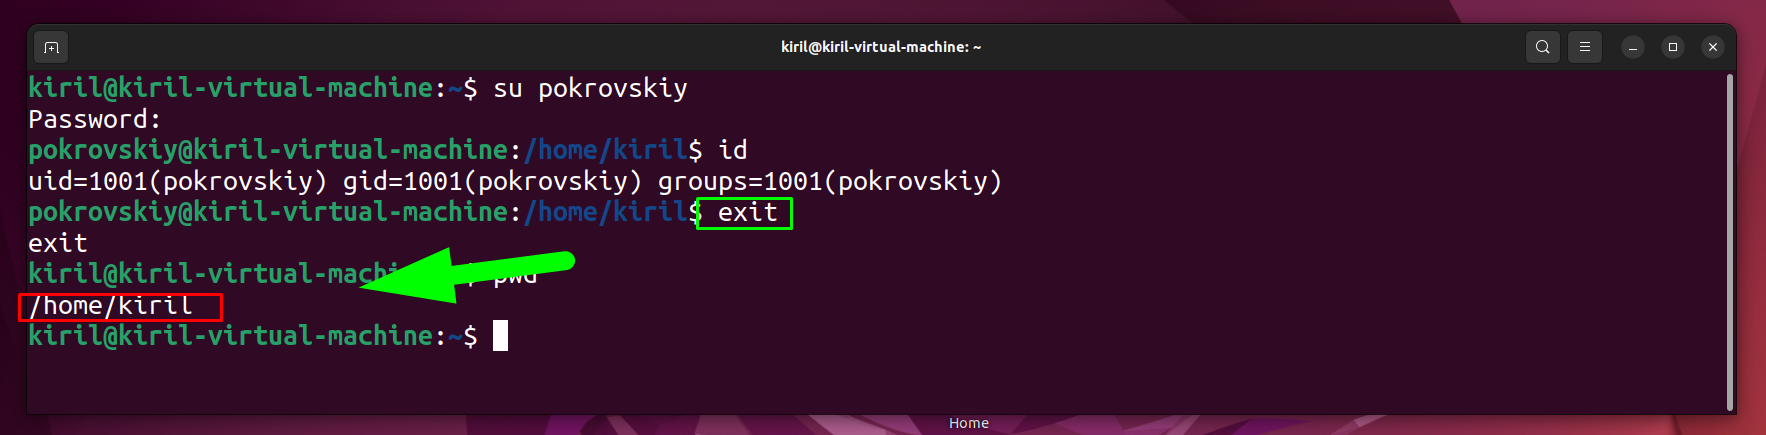 kiril@kiril-virtual-machine: ~
kiril@kiril-virtual-machine:~$ su pokrovskiy
Password:
pokrovskiy@kiril-virtual-machine:/home/kiril$ id
uid=1001(pokrovskiy) gid=1001(pokrovskiy) groups=1001(pokrovskiy)
pokrovskiy@kiril-virtual-machine:/home/kiril$ exit
exit
kiril@kiril-virtual-machine $ pwd
/home/kiril
kiril@kiril-virtual-machine:~$
Home